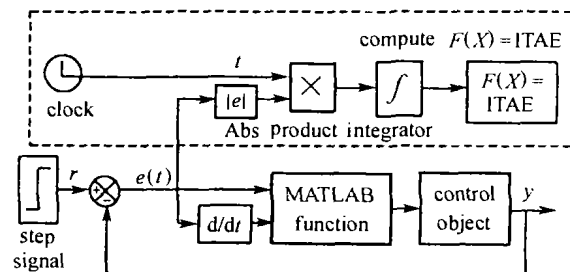 compute F(X) = ITAE
t
clock
|e|
×
∫
F(X) =
ITAE
Abs product integrator
r
+
−
e(t)
MATLAB
function
control
object
y
d/dt
step
signal